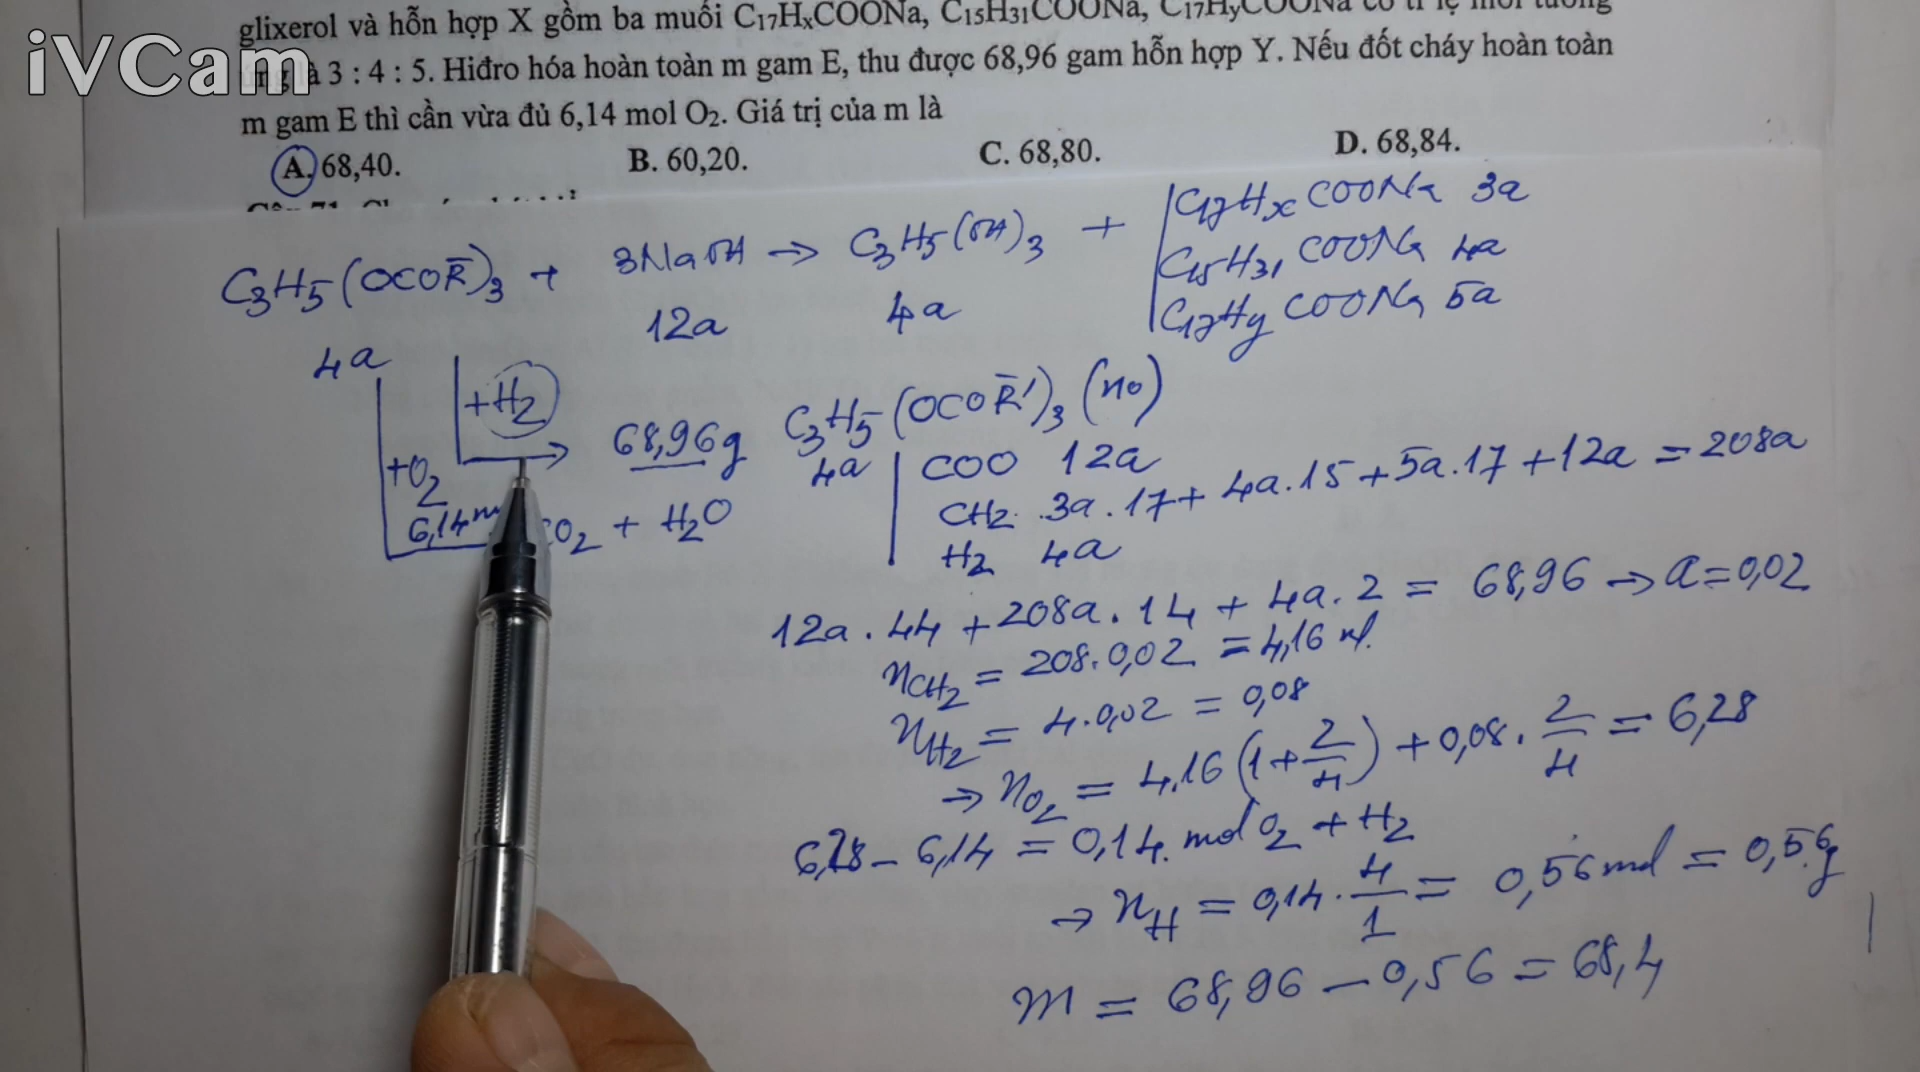 iVCam
glixerol và hỗn hợp X gồm ba muối C₁₇HₓCOONa, C₁₅H₃₁COONa, C₁₇HᵧCOONa có tỉ lệ mol tương
ứng là 3 : 4 : 5. Hiđro hóa hoàn toàn m gam E, thu được 68,96 gam hỗn hợp Y. Nếu đốt cháy hoàn toàn
m gam E thì cần vừa đủ 6,14 mol O₂. Giá trị của m là
A. 68,40. B. 60,20. C. 68,80. D. 68,84.
C₃H₅(OCOR̄)₃ + 3NaOH → C₃H₅(OH)₃ + C₁₇HₓCOONa 3a
C₁₅H₃₁COONa 4a
C₁₇HᵧCOONa 5a
4a 12a 4a
+H₂ 68,96g C₃H₅(OCOR̄')₃ (no)
4a COO 12a
CH₂ 3a.17 + 4a.15 + 5a.17 + 12a = 208a
H₂ 4a
+O₂
6,14 CO₂ + H₂O
12a.44 + 208a.14 + 4a.2 = 68,96 → a = 0,02
nCH₂ = 208.0,02 = 4,16
nH₂ = 4.0,02 = 0,08
→ nO₂ = 4,16(1 + 2/4) + 0,08.2/4 = 6,28
6,28 - 6,14 = 0,14 mol O₂ + H₂
→ nH = 0,14.4/1 = 0,56 mol = 0,56g
m = 68,96 - 0,56 = 68,4